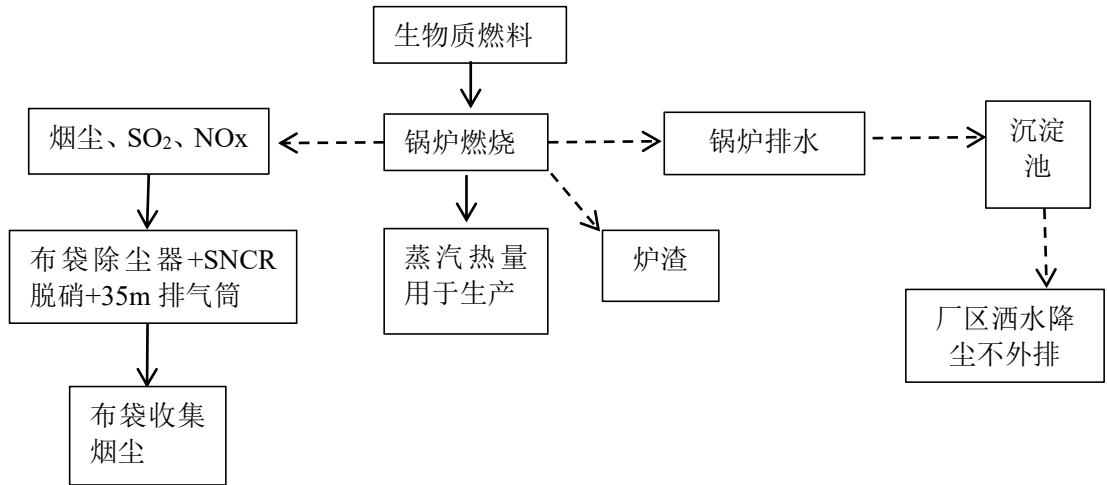 生物质燃料
烟尘、SO₂、NOx
锅炉燃烧
锅炉排水
沉淀
池
布袋除尘器+SNCR
脱硝+35m 排气筒
蒸汽热量
用于生产
炉渣
厂区洒水降
尘不外排
布袋收集
烟尘